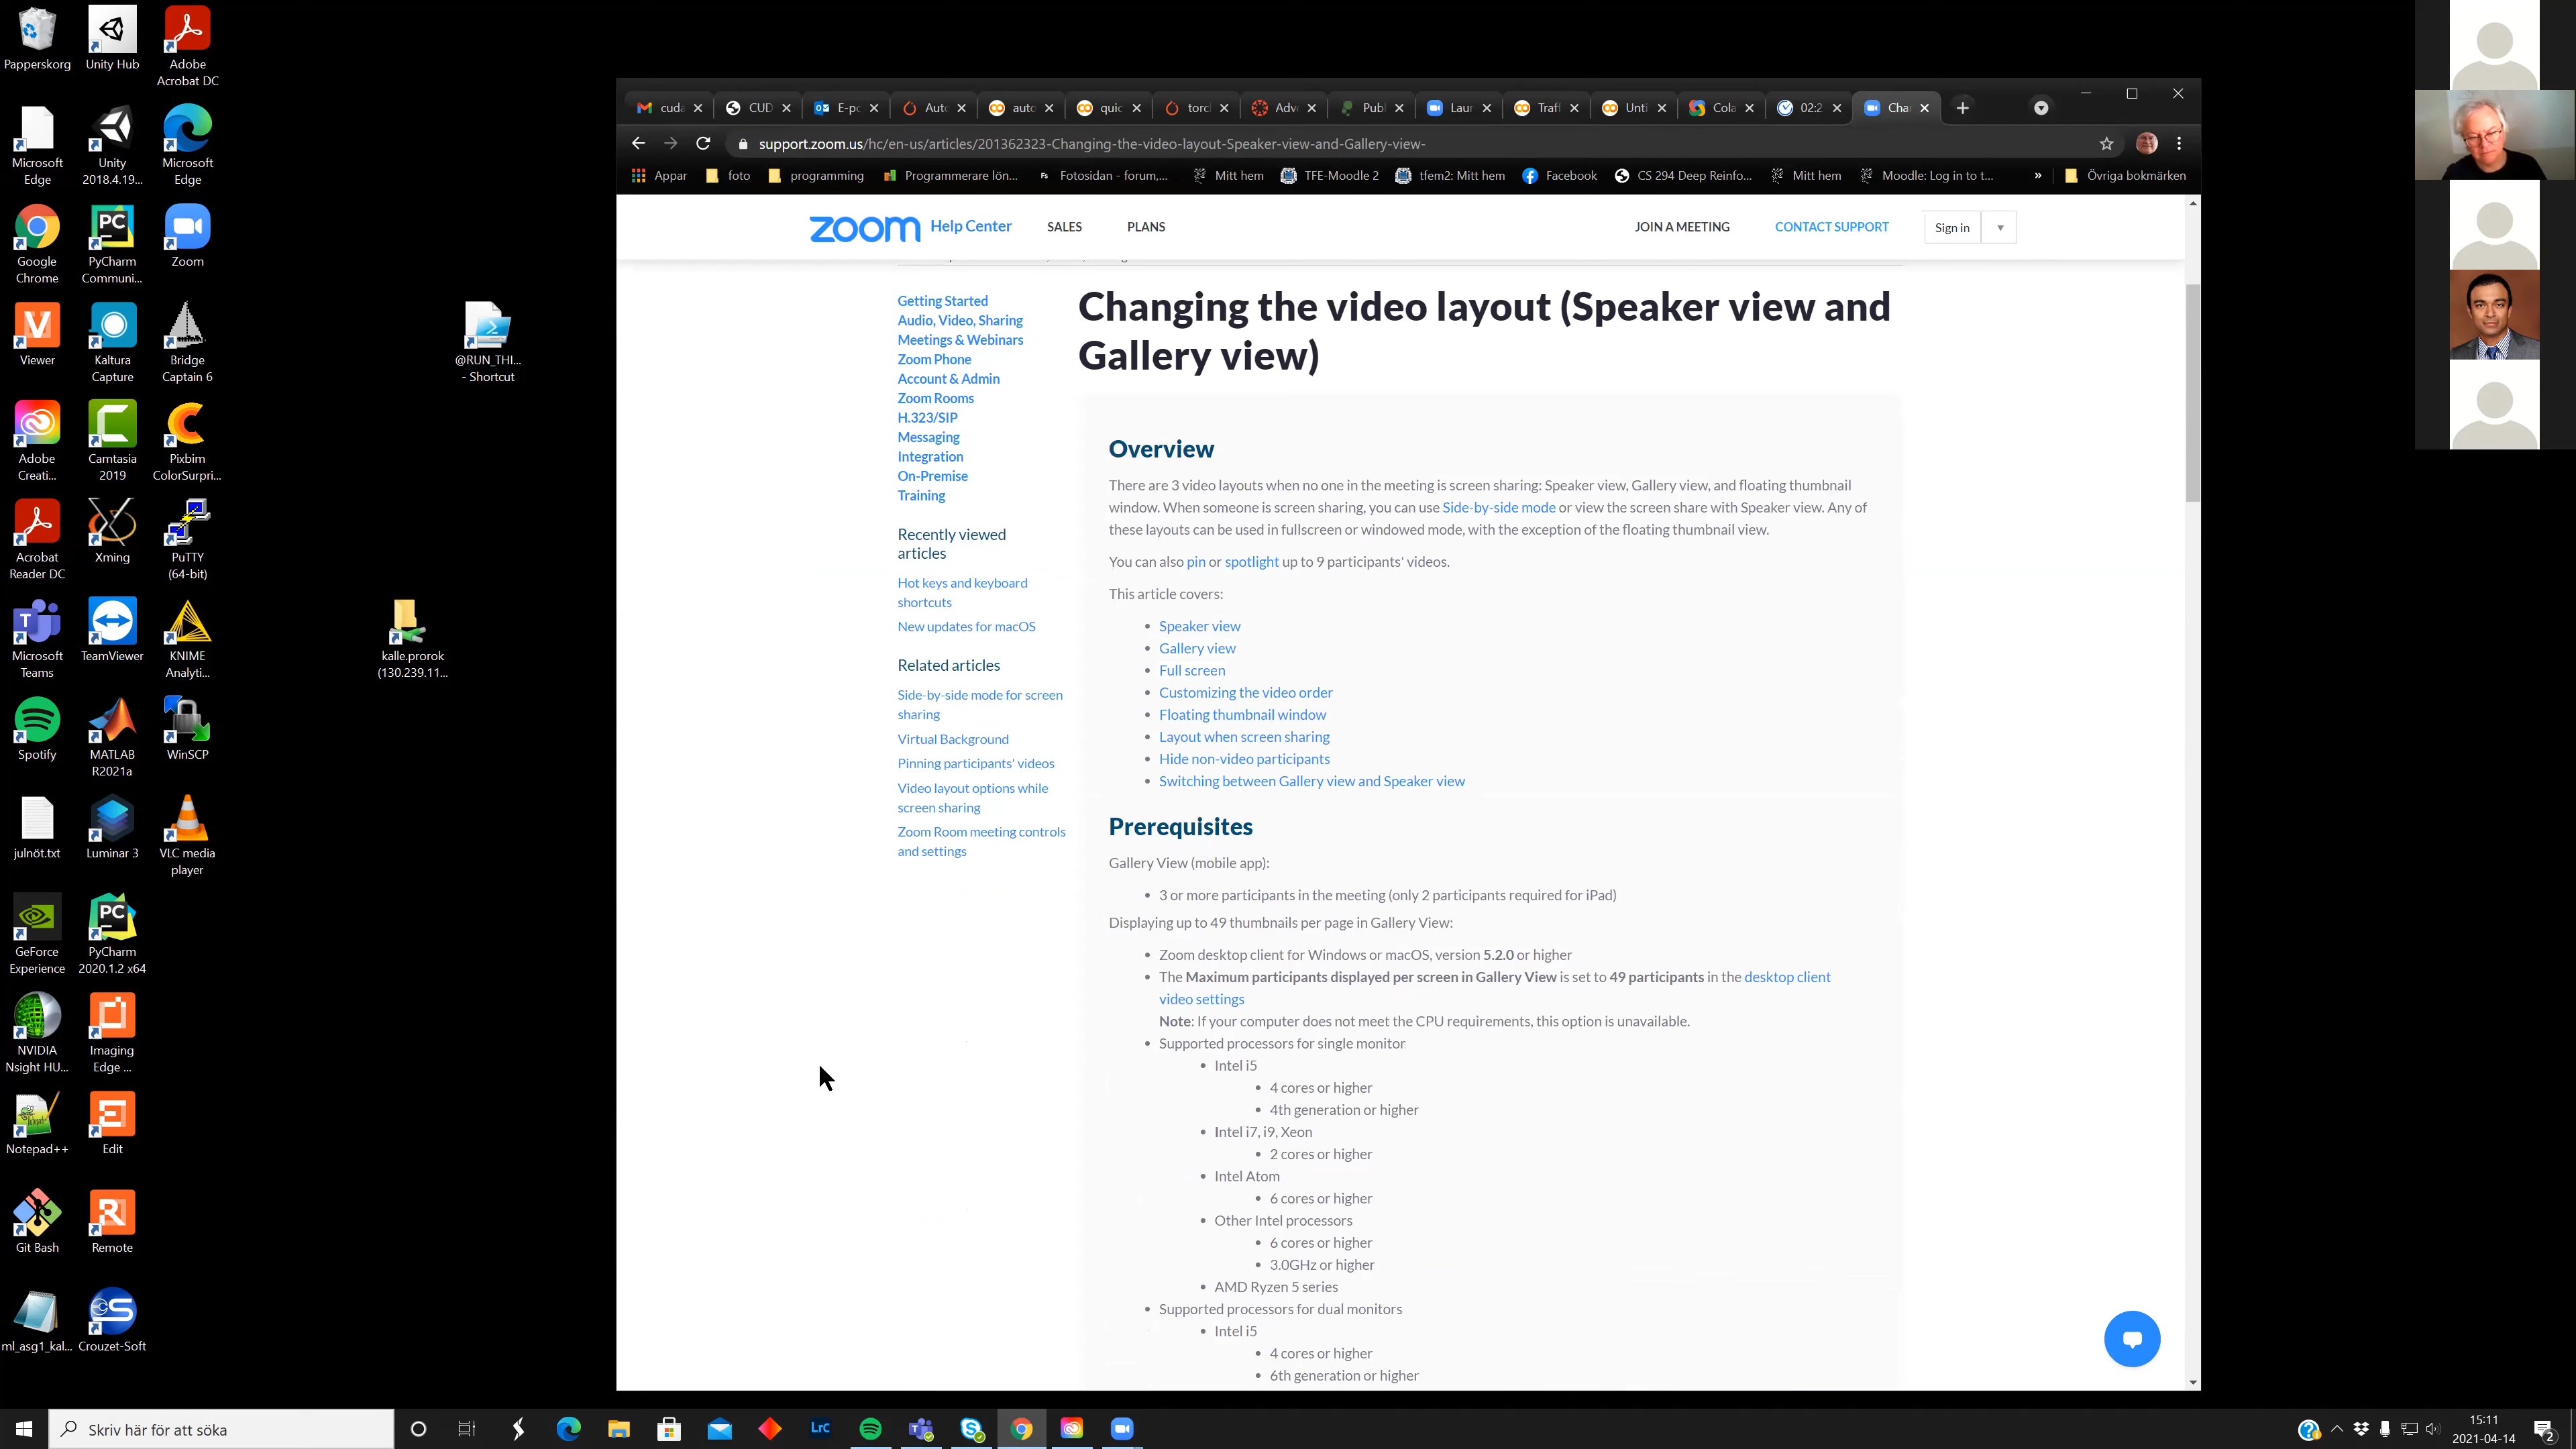 Papperskorg
Unity Hub
Adobe
Acrobat DC
Microsoft
Edge
Unity
2018.4.19...
Microsoft
Edge
Google
Chrome
PyCharm
Communi...
Zoom
Viewer
Kaltura
Capture
Bridge
Captain 6
@RUN_THI...
- Shortcut
Adobe
Creati...
Camtasia
2019
Pixbim
ColorSurpri...
Acrobat
Reader DC
Xming
PuTTY
(64-bit)
Microsoft
Teams
TeamViewer
KNIME
Analyti...
kalle.prorok
(130.239.11...
Spotify
MATLAB
R2021a
WinSCP
julnöt.txt
Luminar 3
VLC media
player
GeForce
Experience
PyCharm
2020.1.2 x64
NVIDIA
Nsight HU...
Imaging
Edge ...
Notepad++
Edit
Git Bash
Remote
ml_asg1_kal...
Crouzet-Soft
cuda
CUD
E-po
Auto
auto
quic
torch
Adv
Publ
Laun
Traff
Unti
Cola
02:2
Cha
support.zoom.us/hc/en-us/articles/201362323-Changing-the-video-layout-Speaker-view-and-Gallery-view-
Appar
foto
programming
Programmerare lön...
Fs Fotosidan - forum,...
Mitt hem
TFE-Moodle 2
tfem2: Mitt hem
Facebook
CS 294 Deep Reinfo...
Mitt hem
Moodle: Log in to t...
»
Övriga bokmärken
zoom Help Center SALES PLANS JOIN A MEETING CONTACT SUPPORT Sign in
Getting Started
Audio, Video, Sharing
Meetings & Webinars
Zoom Phone
Account & Admin
Zoom Rooms
H.323/SIP
Messaging
Integration
On-Premise
Training
Recently viewed
articles
Hot keys and keyboard
shortcuts
New updates for macOS
Related articles
Side-by-side mode for screen
sharing
Virtual Background
Pinning participants' videos
Video layout options while
screen sharing
Zoom Room meeting controls
and settings
Changing the video layout (Speaker view and
Gallery view)
Overview
There are 3 video layouts when no one in the meeting is screen sharing: Speaker view, Gallery view, and floating thumbnail
window. When someone is screen sharing, you can use Side-by-side mode or view the screen share with Speaker view. Any of
these layouts can be used in fullscreen or windowed mode, with the exception of the floating thumbnail view.
You can also pin or spotlight up to 9 participants' videos.
This article covers:
• Speaker view
• Gallery view
• Full screen
• Customizing the video order
• Floating thumbnail window
• Layout when screen sharing
• Hide non-video participants
• Switching between Gallery view and Speaker view
Prerequisites
Gallery View (mobile app):
• 3 or more participants in the meeting (only 2 participants required for iPad)
Displaying up to 49 thumbnails per page in Gallery View:
• Zoom desktop client for Windows or macOS, version 5.2.0 or higher
• The Maximum participants displayed per screen in Gallery View is set to 49 participants in the desktop client
video settings
Note: If your computer does not meet the CPU requirements, this option is unavailable.
• Supported processors for single monitor
• Intel i5
• 4 cores or higher
• 4th generation or higher
• Intel i7, i9, Xeon
• 2 cores or higher
• Intel Atom
• 6 cores or higher
• Other Intel processors
• 6 cores or higher
• 3.0GHz or higher
• AMD Ryzen 5 series
• Supported processors for dual monitors
• Intel i5
• 4 cores or higher
• 6th generation or higher
Skriv här för att söka
LrC
15:11
2021-04-14
2